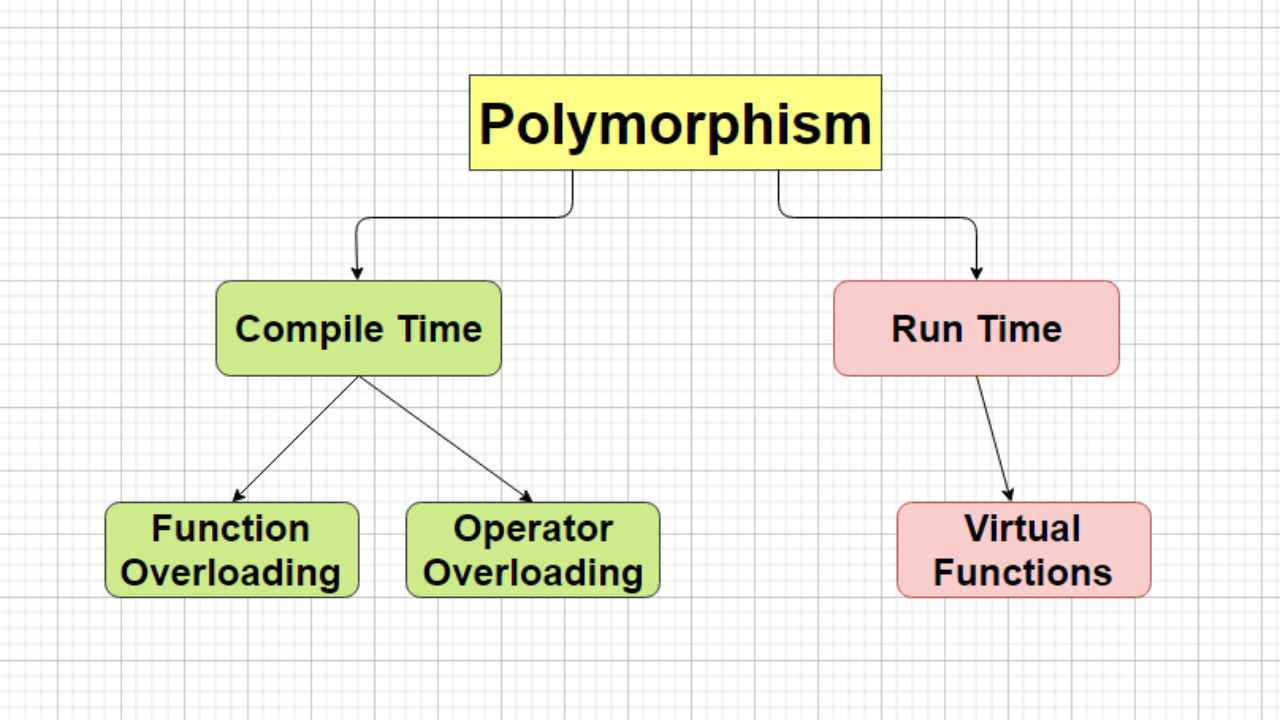 Polymorphism
Compile Time
Run Time
Function
Overloading
Operator
Overloading
Virtual
Functions